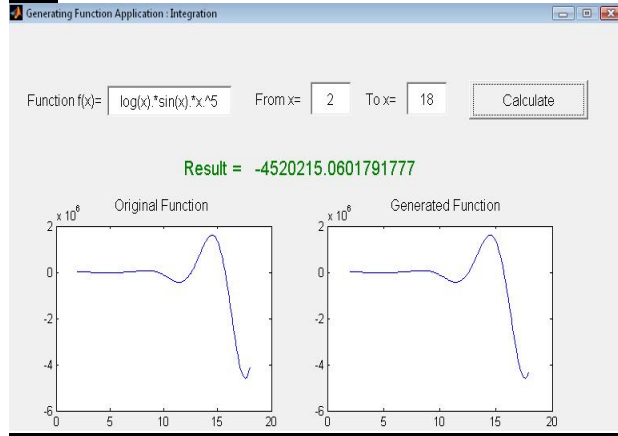 Generating Function Application : Integration
Function f(x)= log(x).*sin(x).*x.^5 From x= 2 To x= 18 Calculate
Result = -4520215.0601791777
Original Function Generated Function
x 10^6 x 10^6
2 2
0 0
-2 -2
-4 -4
-6 -6
0 5 10 15 20 0 5 10 15 20